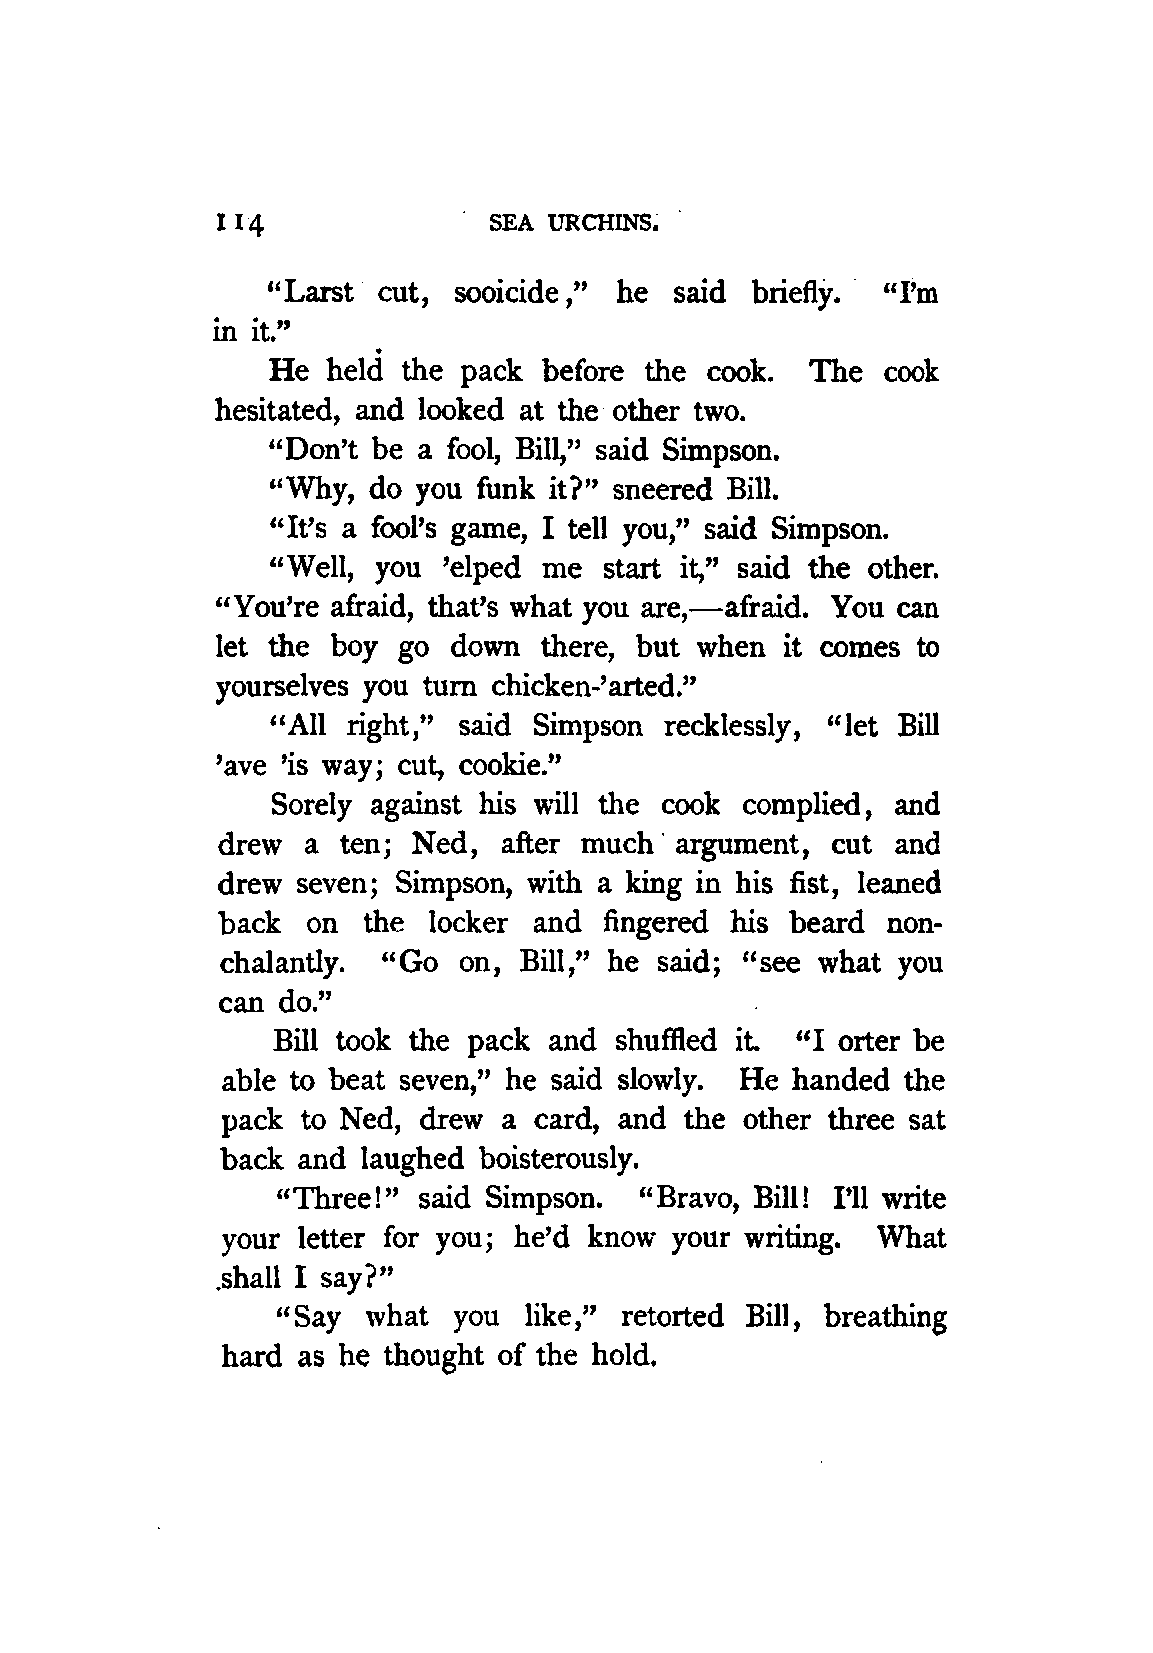 114 SEA URCHINS.
“Larst cut, sooicide,” he said briefly. “I’m
in it.”
He held the pack before the cook. The cook
hesitated, and looked at the other two.
“Don’t be a fool, Bill,” said Simpson.
“Why, do you funk it?” sneered Bill.
“It’s a fool’s game, I tell you,” said Simpson.
“Well, you ’elped me start it,” said the other.
“You’re afraid, that’s what you are,—afraid. You can
let the boy go down there, but when it comes to
yourselves you turn chicken-’arted.”
“All right,” said Simpson recklessly, “let Bill
’ave ’is way; cut, cookie.”
Sorely against his will the cook complied, and
drew a ten; Ned, after much argument, cut and
drew seven; Simpson, with a king in his fist, leaned
back on the locker and fingered his beard non-
chalantly. “Go on, Bill,” he said; “see what you
can do.”
Bill took the pack and shuffled it. “I orter be
able to beat seven,” he said slowly. He handed the
pack to Ned, drew a card, and the other three sat
back and laughed boisterously.
“Three!” said Simpson. “Bravo, Bill! I’ll write
your letter for you; he’d know your writing. What
shall I say?”
“Say what you like,” retorted Bill, breathing
hard as he thought of the hold.